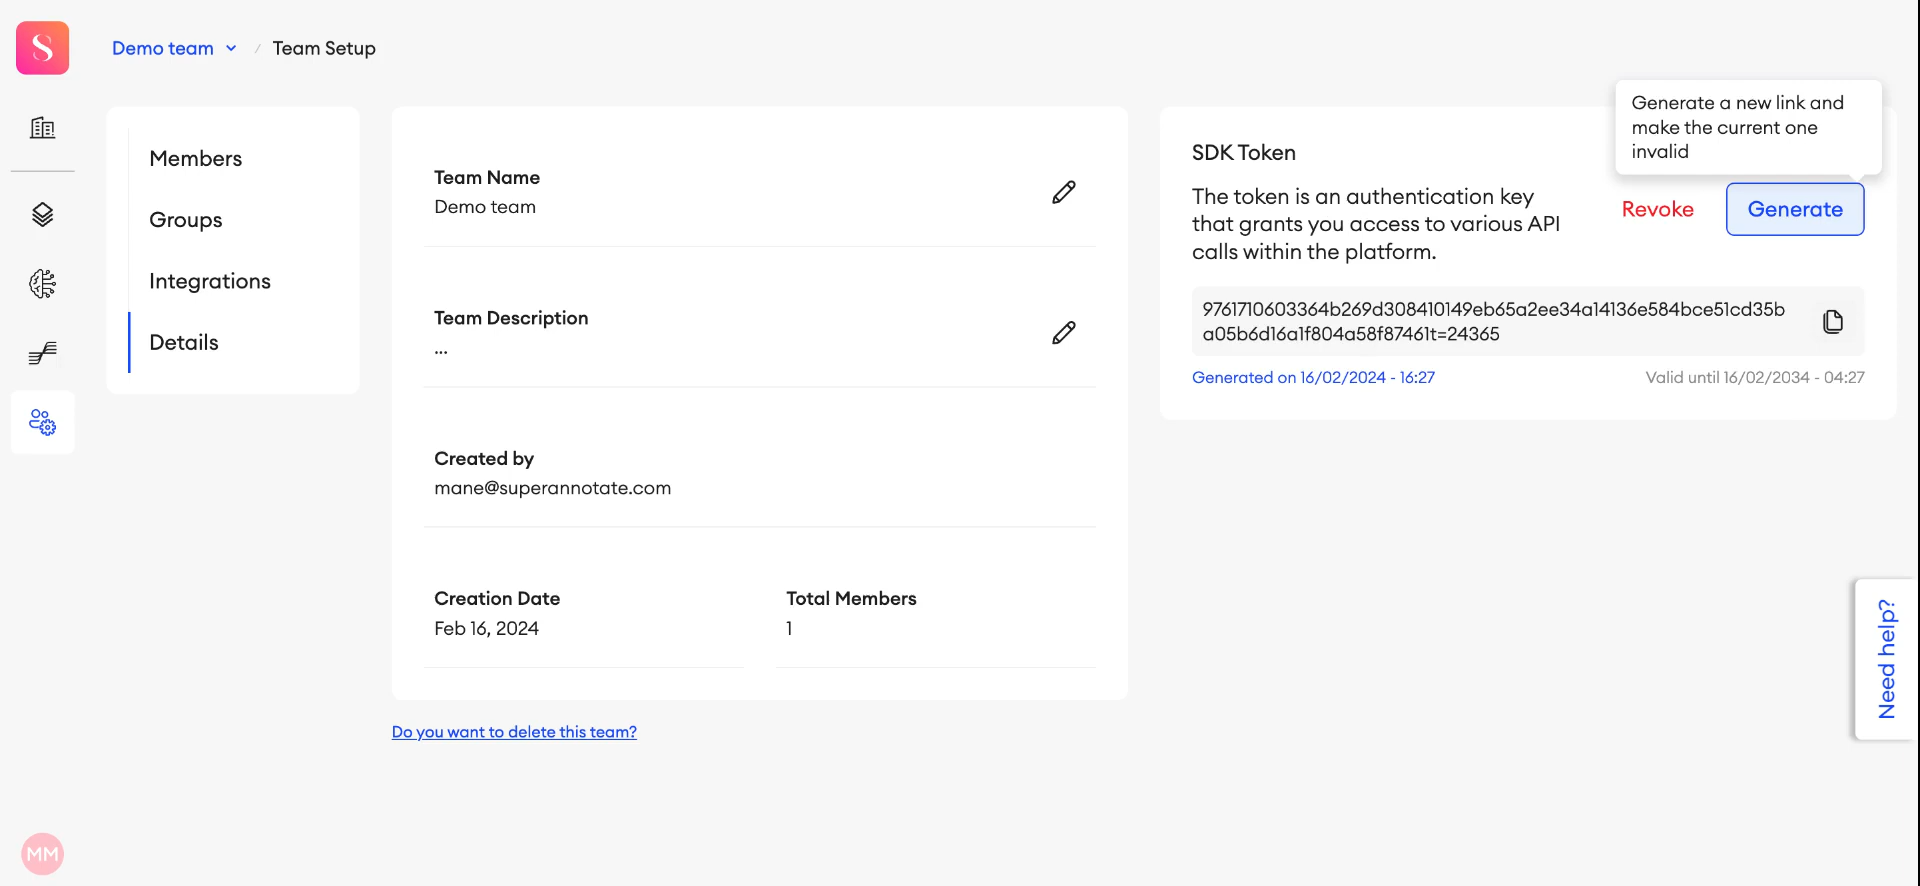 Demo team / Team Setup
Members
Groups
Integrations
Details
Team Name
Demo team
Team Description
...
Created by
mane@superannotate.com
Creation Date
Feb 16, 2024
Total Members
1
Do you want to delete this team?
Generate a new link and
make the current one
invalid
SDK Token
The token is an authentication key
that grants you access to various API
calls within the platform.
Revoke
Generate
9761710603364b269d308410149eb65a2ee34a14136e584bce51cd35b
a05b6d16a1f804a58f87461t=24365
Generated on 16/02/2024 - 16:27
Valid until 16/02/2034 - 04:27
Need help?
MM